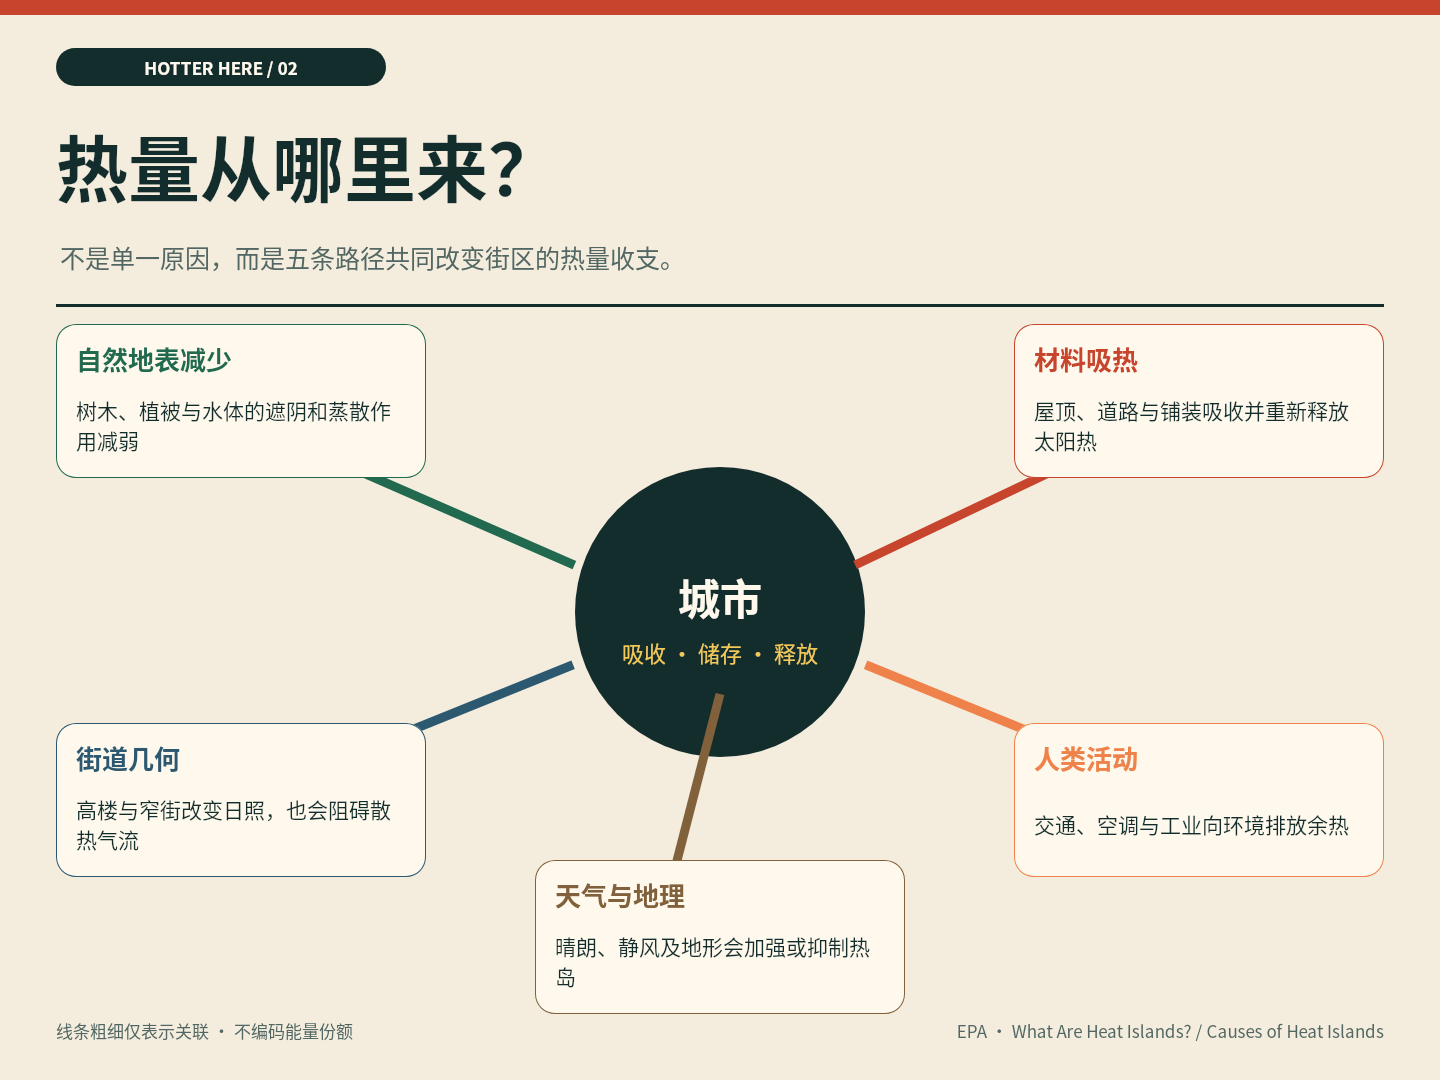 HOTTER HERE / 02
热量从哪里来？
不是单一原因，而是五条路径共同改变街区的热量收支。
自然地表减少
树木、植被与水体的遮阴和蒸散作
用减弱
材料吸热
屋顶、道路与铺装吸收并重新释放
太阳热
城市
吸收 · 储存 · 释放
街道几何
高楼与窄街改变日照，也会阻碍散
热气流
人类活动
交通、空调与工业向环境排放余热
天气与地理
晴朗、静风及地形会加强或抑制热
岛
线条粗细仅表示关联 · 不编码能量份额
EPA · What Are Heat Islands? / Causes of Heat Islands